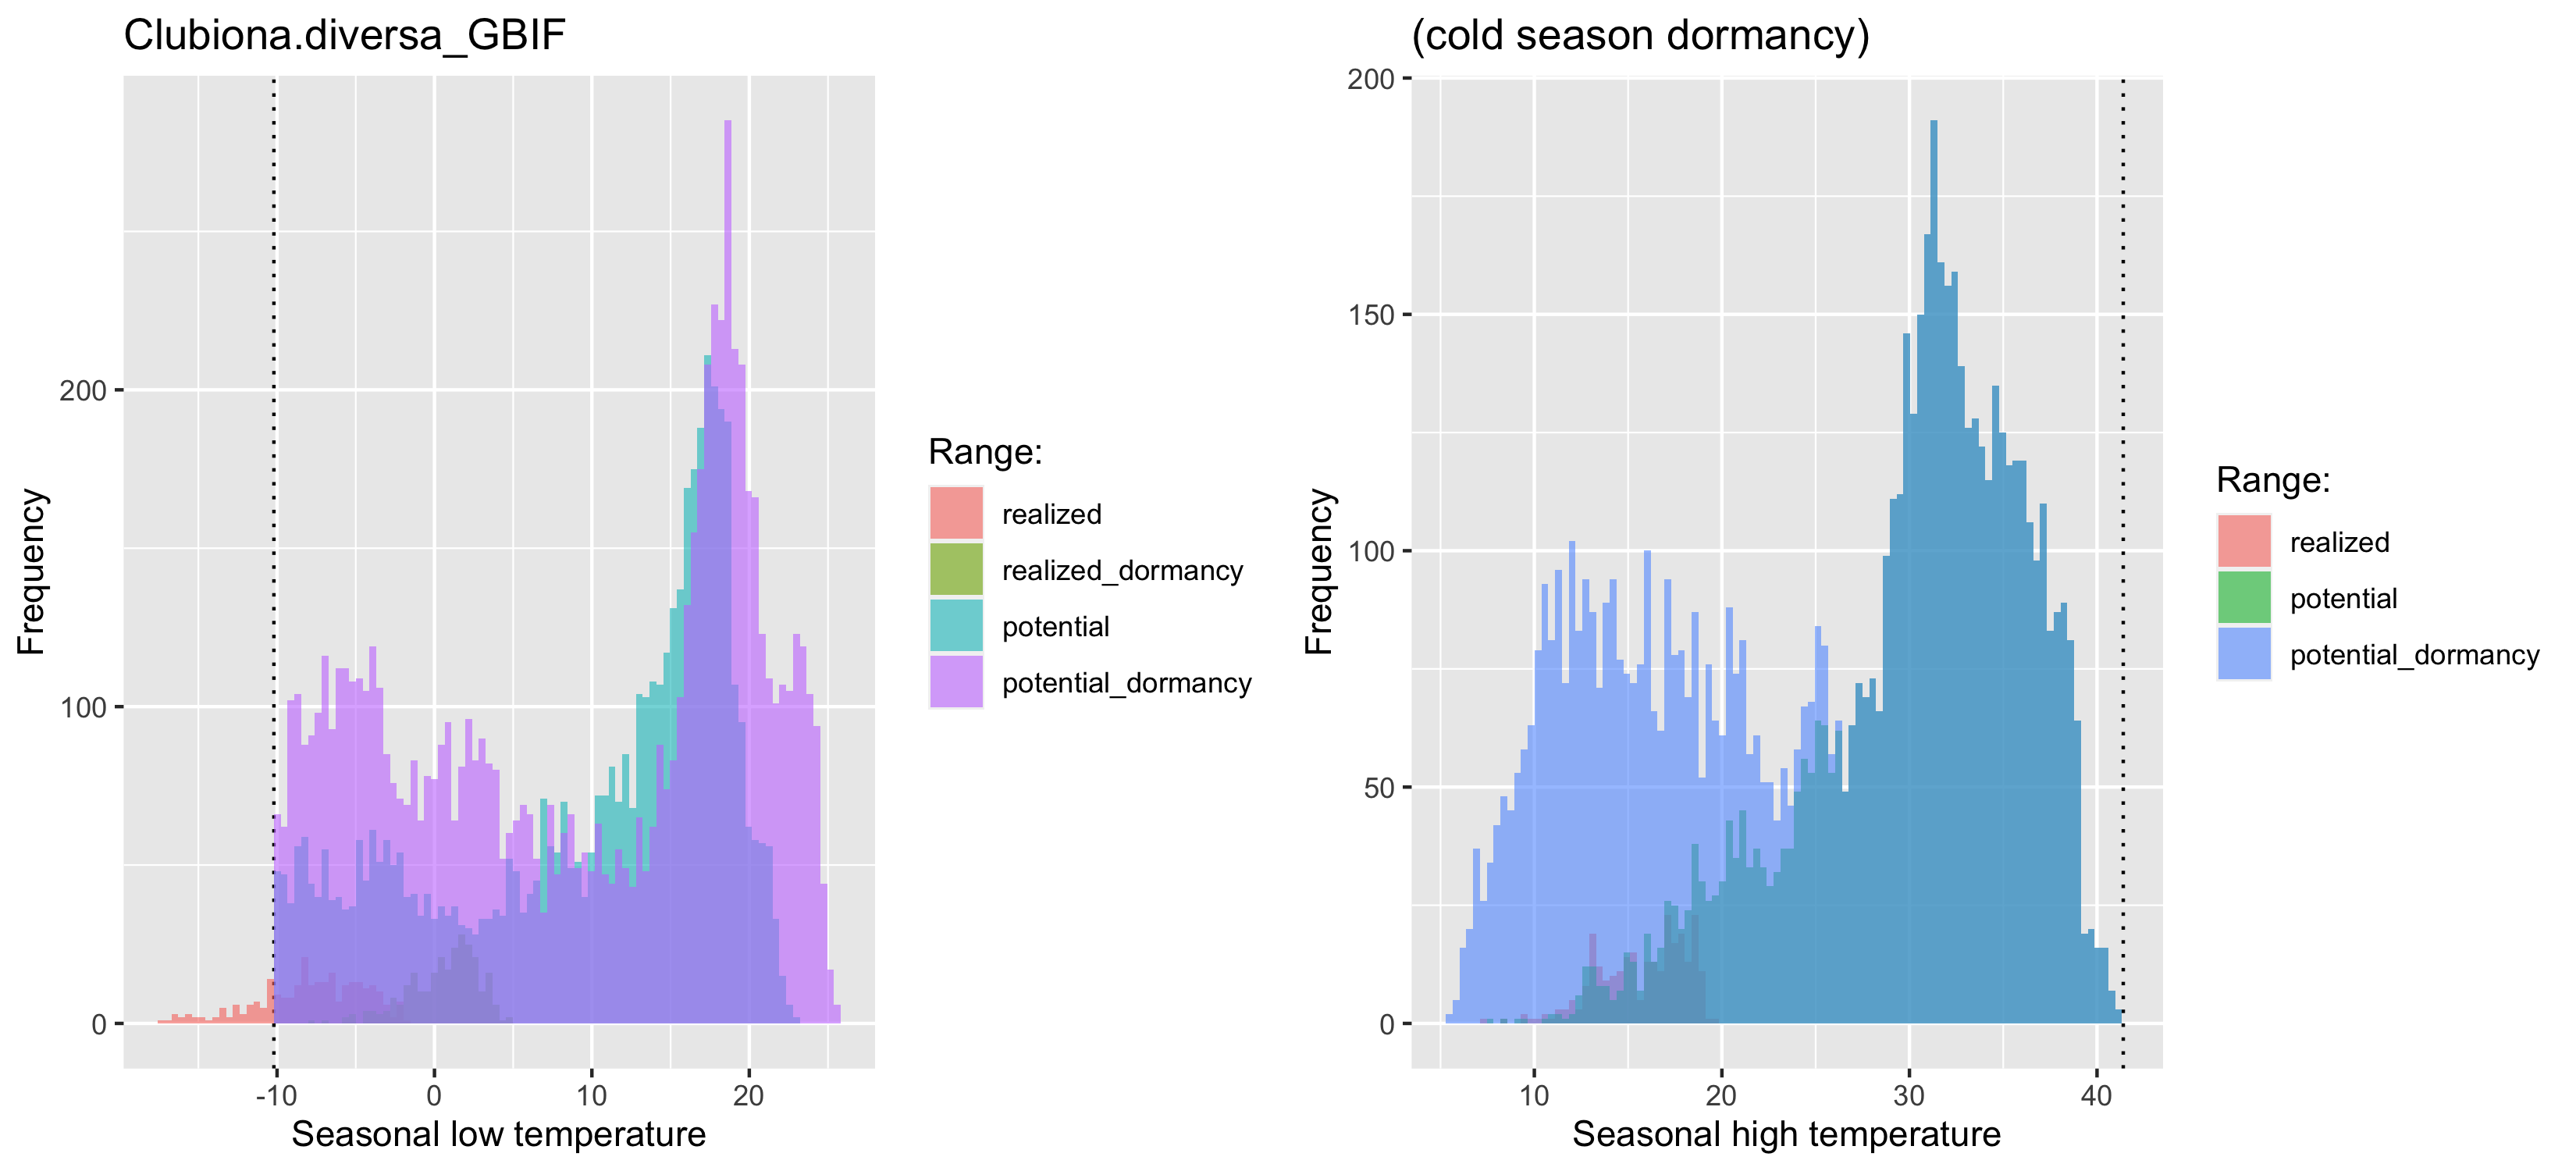 Clubiona.diversa_GBIF
200
100
0
Frequency
-10
0
10
20
Seasonal low temperature
Range:
realized
realized_dormancy
potential
potential_dormancy
(cold season dormancy)
200
150
100
50
0
Frequency
10
20
30
40
Seasonal high temperature
Range:
realized
potential
potential_dormancy